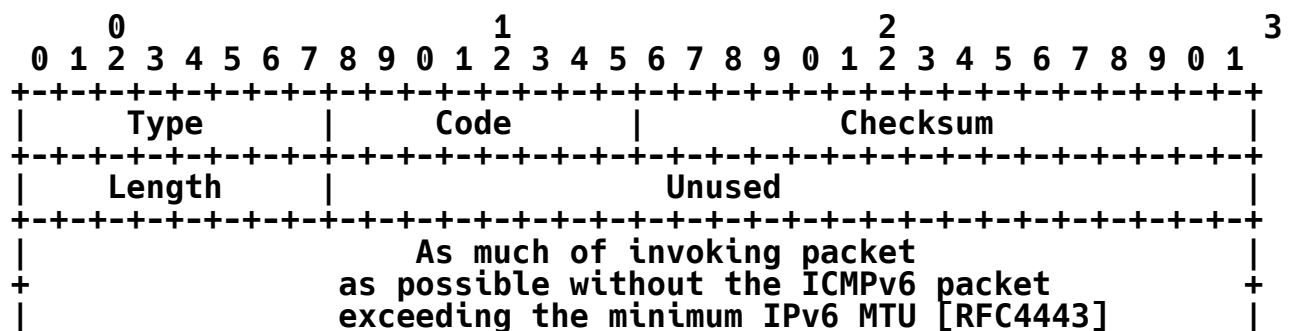 0                   1                   2                   3
 0 1 2 3 4 5 6 7 8 9 0 1 2 3 4 5 6 7 8 9 0 1 2 3 4 5 6 7 8 9 0 1
+-+-+-+-+-+-+-+-+-+-+-+-+-+-+-+-+-+-+-+-+-+-+-+-+-+-+-+-+-+-+-+-+
|     Type      |     Code      |          Checksum             |
+-+-+-+-+-+-+-+-+-+-+-+-+-+-+-+-+-+-+-+-+-+-+-+-+-+-+-+-+-+-+-+-+
|    Length     |                 Unused                        |
+-+-+-+-+-+-+-+-+-+-+-+-+-+-+-+-+-+-+-+-+-+-+-+-+-+-+-+-+-+-+-+-+
|                    As much of invoking packet                 |
+                as possible without the ICMPv6 packet          +
|                exceeding the minimum IPv6 MTU [RFC4443]       |